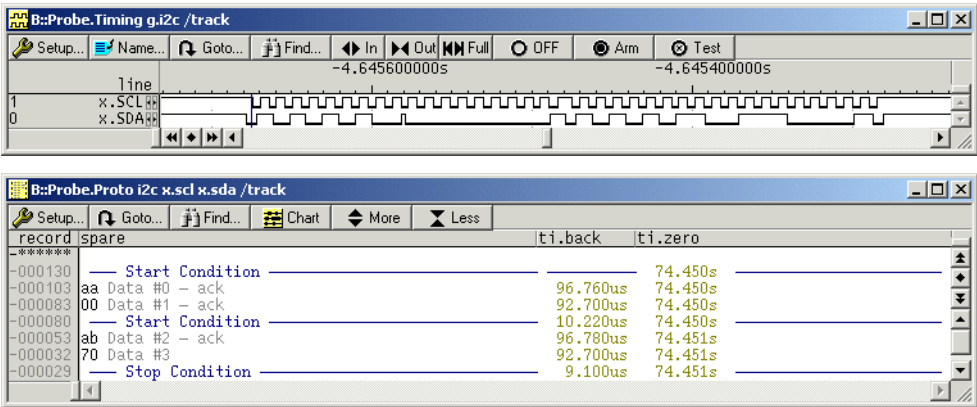 B::Probe.Timing g.i2c /track
Setup... Name... Goto... Find... In Out Full OFF Arm Test
-4.645600000s -4.645400000s
line
1 x.SCL
0 x.SDA
B::Probe.Proto i2c x.scl x.sda /track
Setup... Goto... Find... Chart More Less
record spare ti.back ti.zero
-******
-000130 Start Condition 74.450s
-000103 aa Data #0 – ack 96.760us 74.450s
-000083 00 Data #1 – ack 92.700us 74.450s
-000080 Start Condition 10.220us 74.450s
-000053 ab Data #2 – ack 96.780us 74.451s
-000032 70 Data #3 92.700us 74.451s
-000029 Stop Condition 9.100us 74.451s